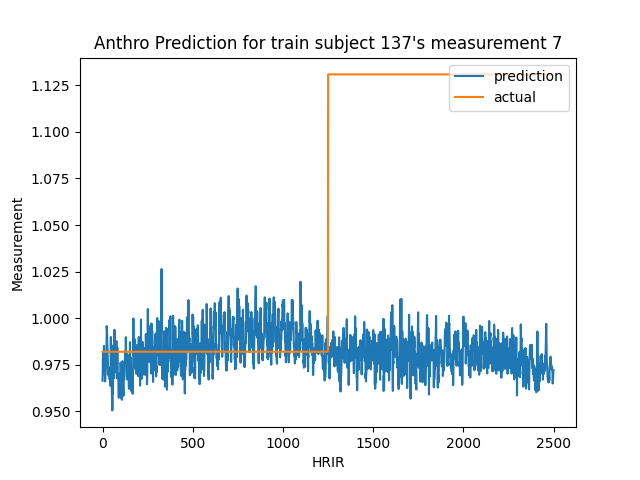 Anthro Prediction for train subject 137's measurement 7
prediction
actual
1.125
1.100
1.075
1.050
1.025
1.000
0.975
0.950
Measurement
0
500
1000
1500
2000
2500
HRIR